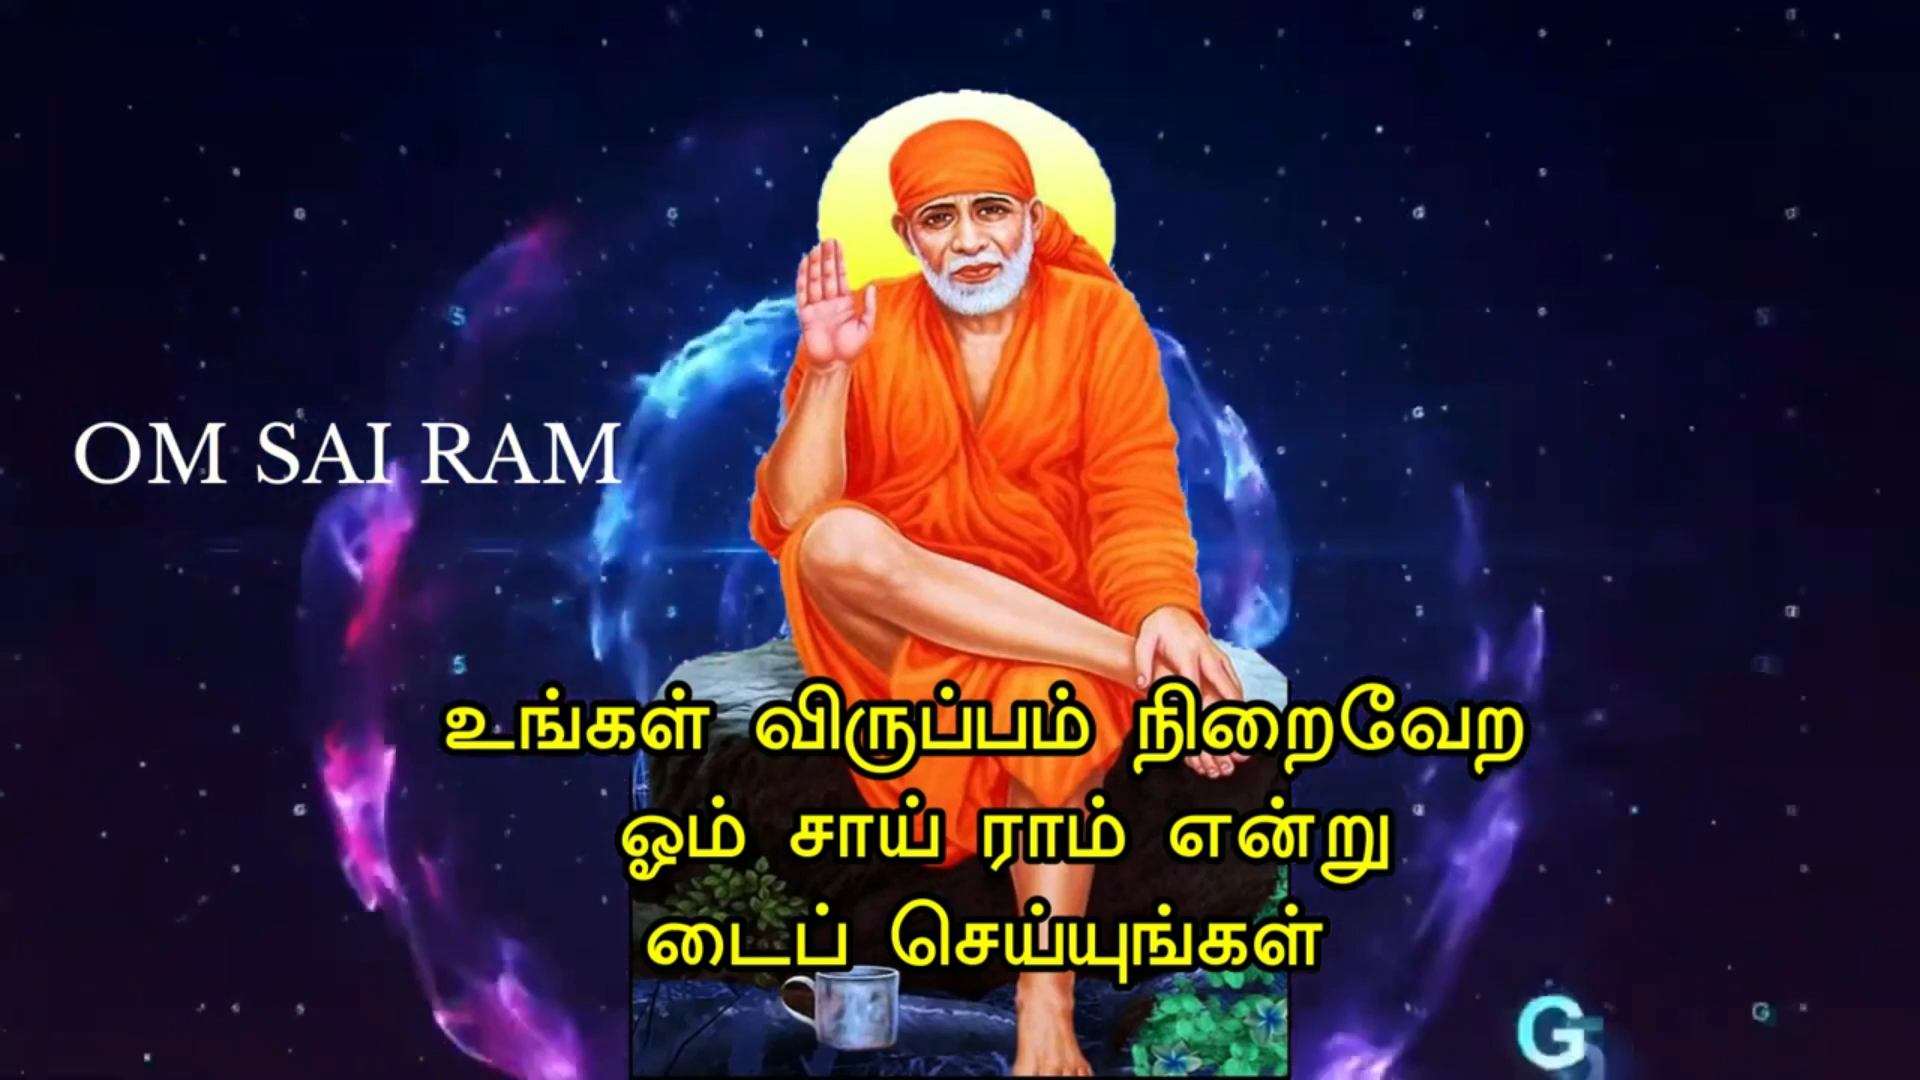 OM SAI RAM
உங்கள் விருப்பம் நிறைவேற
ஓம் சாய் ராம் என்று
டைப் செய்யுங்கள்
G